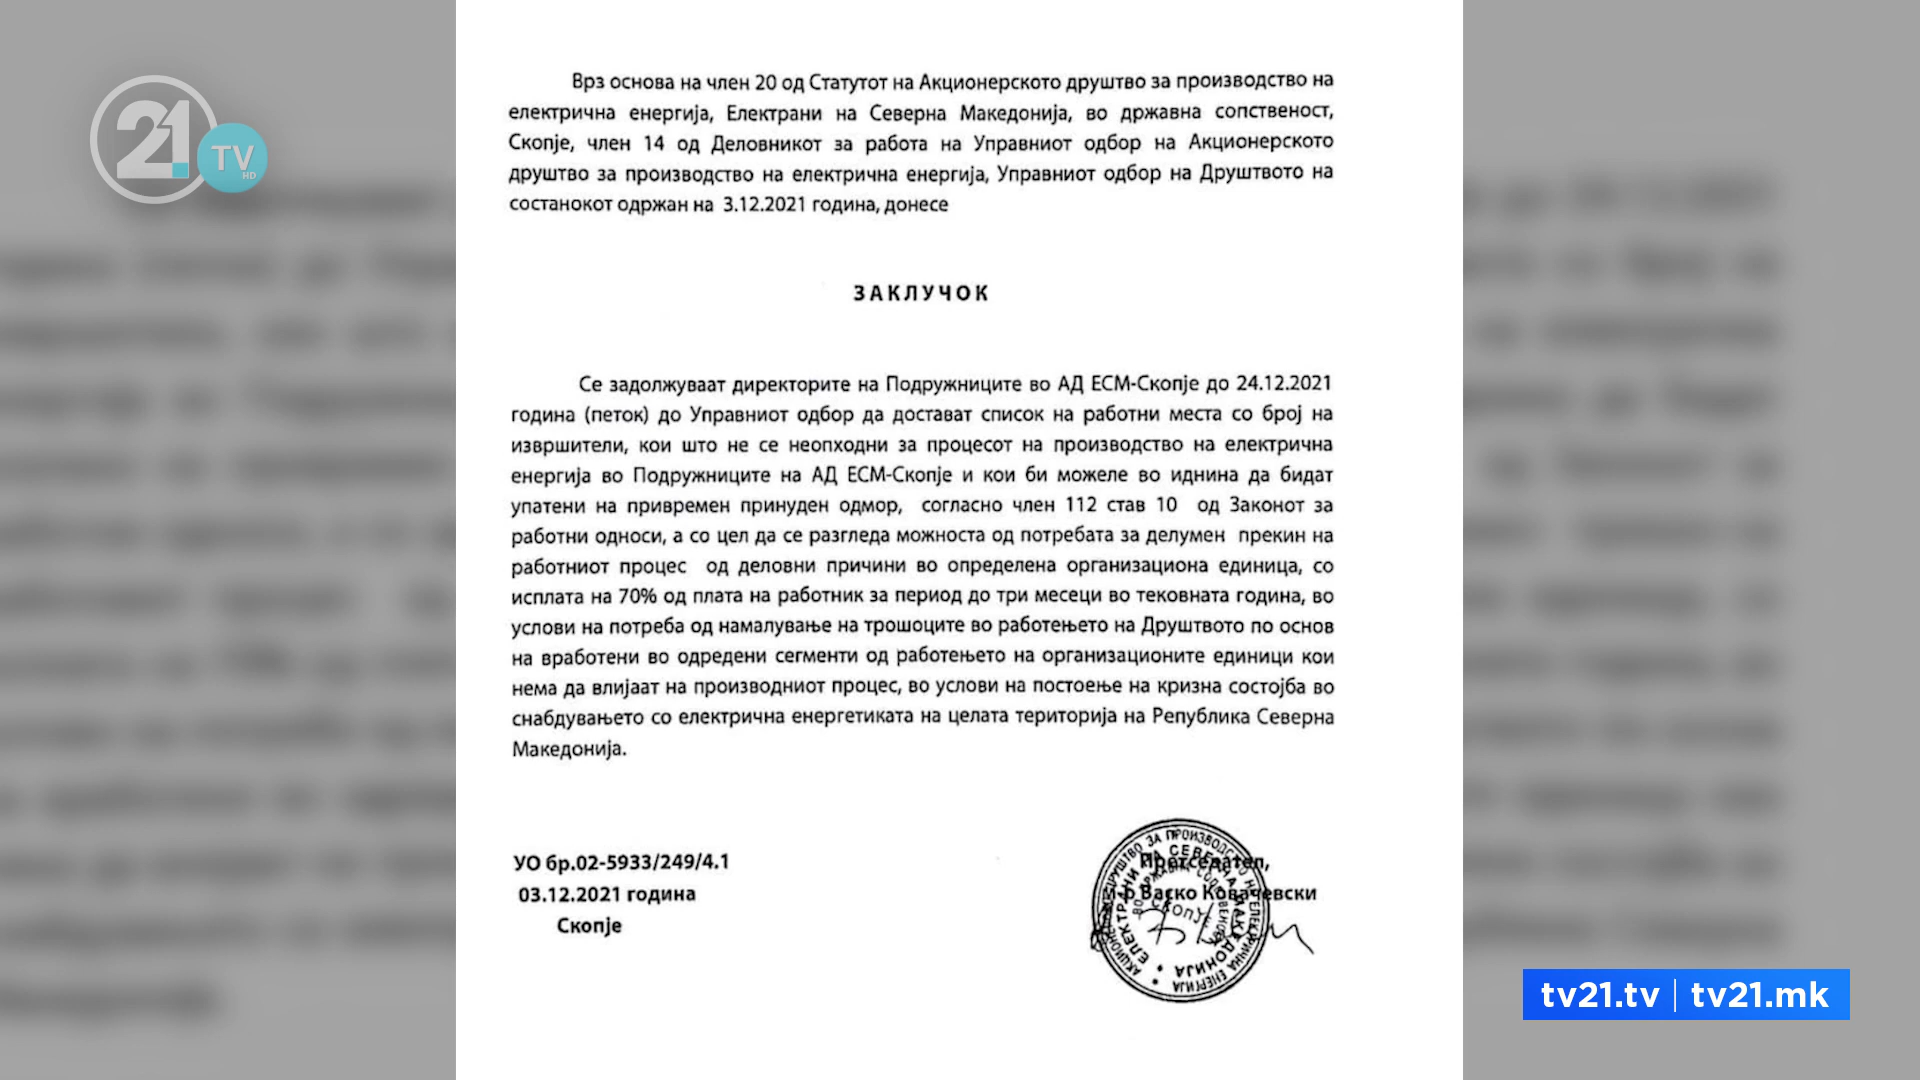 21
TV
HD
Врз основа на член 20 од Статутот на Акционерското друштво за производство на
електрична енергија, Електрани на Северна Македонија, во државна сопственост,
Скопје, член 14 од Деловникот за работа на Управниот одбор на Акционерското
друштво за производство на електрична енергија, Управниот одбор на Друштвото на
состанокот одржан на 3.12.2021 година, донесе
ЗАКЛУЧОК
Се задолжуваат директорите на Подружниците во АД ЕСМ-Скопје до 24.12.2021
година (петок) до Управниот одбор да достават список на работни места со број на
извршители, кои што не се неопходни за процесот на производство на електрична
енергија во Подружниците на АД ЕСМ-Скопје и кои би можеле во иднина да бидат
упатени на привремен принуден одмор, согласно член 112 став 10 од Законот за
работни односи, а со цел да се разгледа можноста од потребата за делумен прекин на
работниот процес од деловни причини во определена организациона единица, со
исплата на 70% од плата на работник за период до три месеци во тековната година, во
услови на потреба од намалување на трошоците во работењето на Друштвото по основ
на вработени во одредени сегменти од работењето на организационите единици кои
нема да влијаат на производниот процес, во услови на постоење на кризна состојба во
снабдувањето со електрична енергетиката на целата територија на Република Северна
Македонија.
УО бр.02-5933/249/4.1
03.12.2021 година
Скопје
Претседател,
Васко Ковачевски
ДРУШТВО ЗА ПРОИЗВОДСТВО НА ЕЛЕКТРИЧНА ЕНЕРГИЈА
ЕЛЕКТРАНИ НА СЕВЕРНА МАКЕДОНИЈА
СКОПЈЕ
tv21.tv | tv21.mk